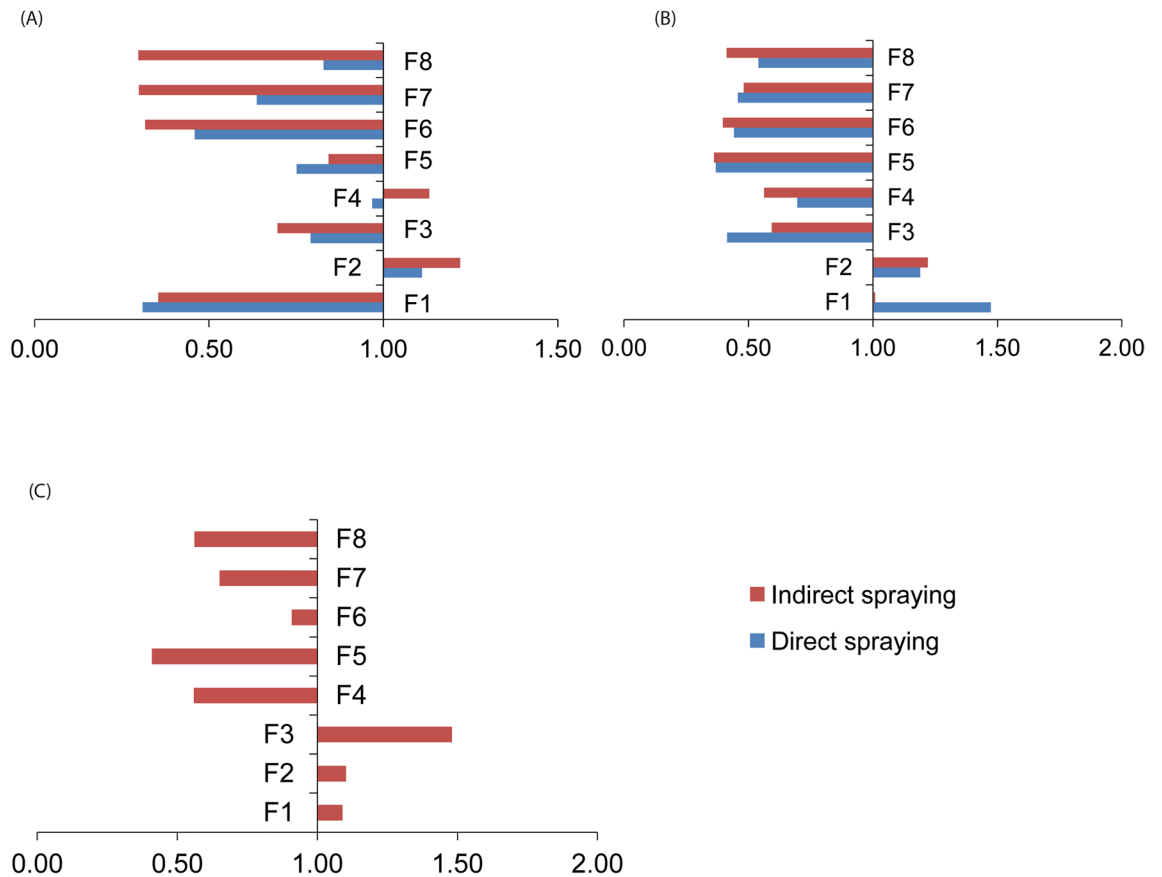 (A)
F8
F7
F6
F5
F4
F3
F2
F1
0.00 0.50 1.00 1.50
(B)
F8
F7
F6
F5
F4
F3
F2
F1
0.00 0.50 1.00 1.50 2.00
(C)
F8
F7
F6
F5
F4
F3
F2
F1
0.00 0.50 1.00 1.50 2.00
Indirect spraying
Direct spraying